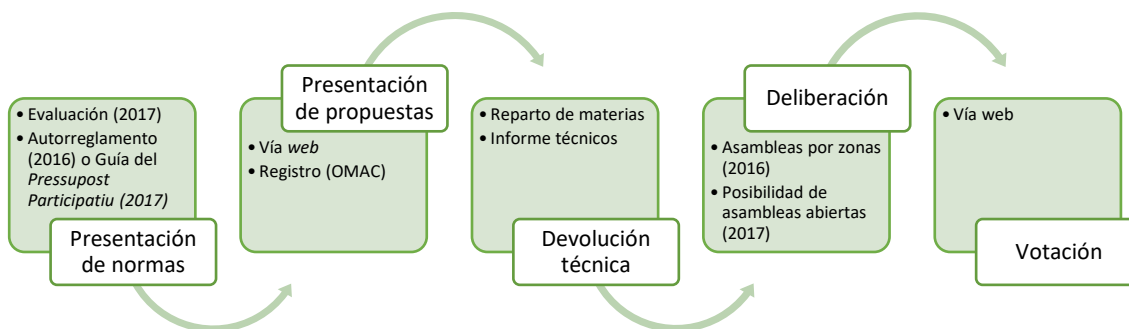 • Evaluación (2017)
• Autorreglamento
(2016) o Guía del
Pressupost
Participatiu (2017)
Presentación
de normas
Presentación
de propuestas
• Vía web
• Registro (OMAC)
• Reparto de materias
• Informe técnicos
Devolución
técnica
Deliberación
• Asambleas por zonas
(2016)
• Posibilidad de
asambleas abiertas
(2017)
• Vía web
Votación